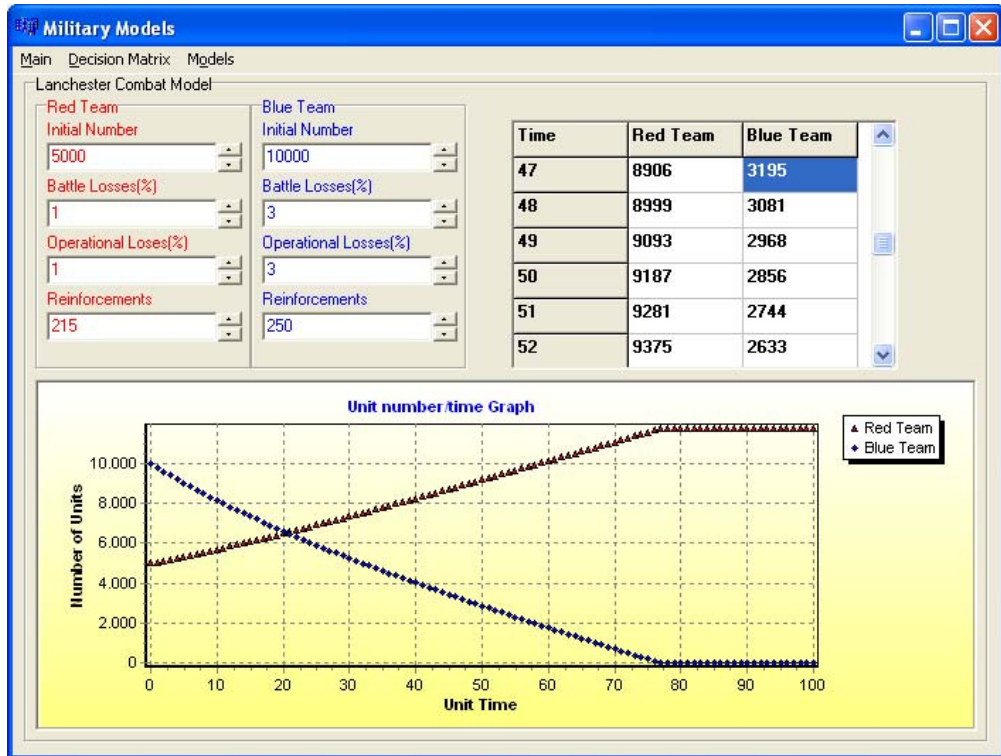 Military Models
Main Decision Matrix Models
Lanchester Combat Model
Red Team
Initial Number
5000
Battle Losses(%)
1
Operational Loses(%)
1
Reinforcements
215
Blue Team
Initial Number
10000
Battle Losses(%)
3
Operational Losses(%)
3
Reinforcements
250
Time Red Team Blue Team
47 8906 3195
48 8999 3081
49 9093 2968
50 9187 2856
51 9281 2744
52 9375 2633
Unit number/time Graph
Red Team
Blue Team
Number of Units
10.000
8.000
6.000
4.000
2.000
0
0 10 20 30 40 50 60 70 80 90 100
Unit Time